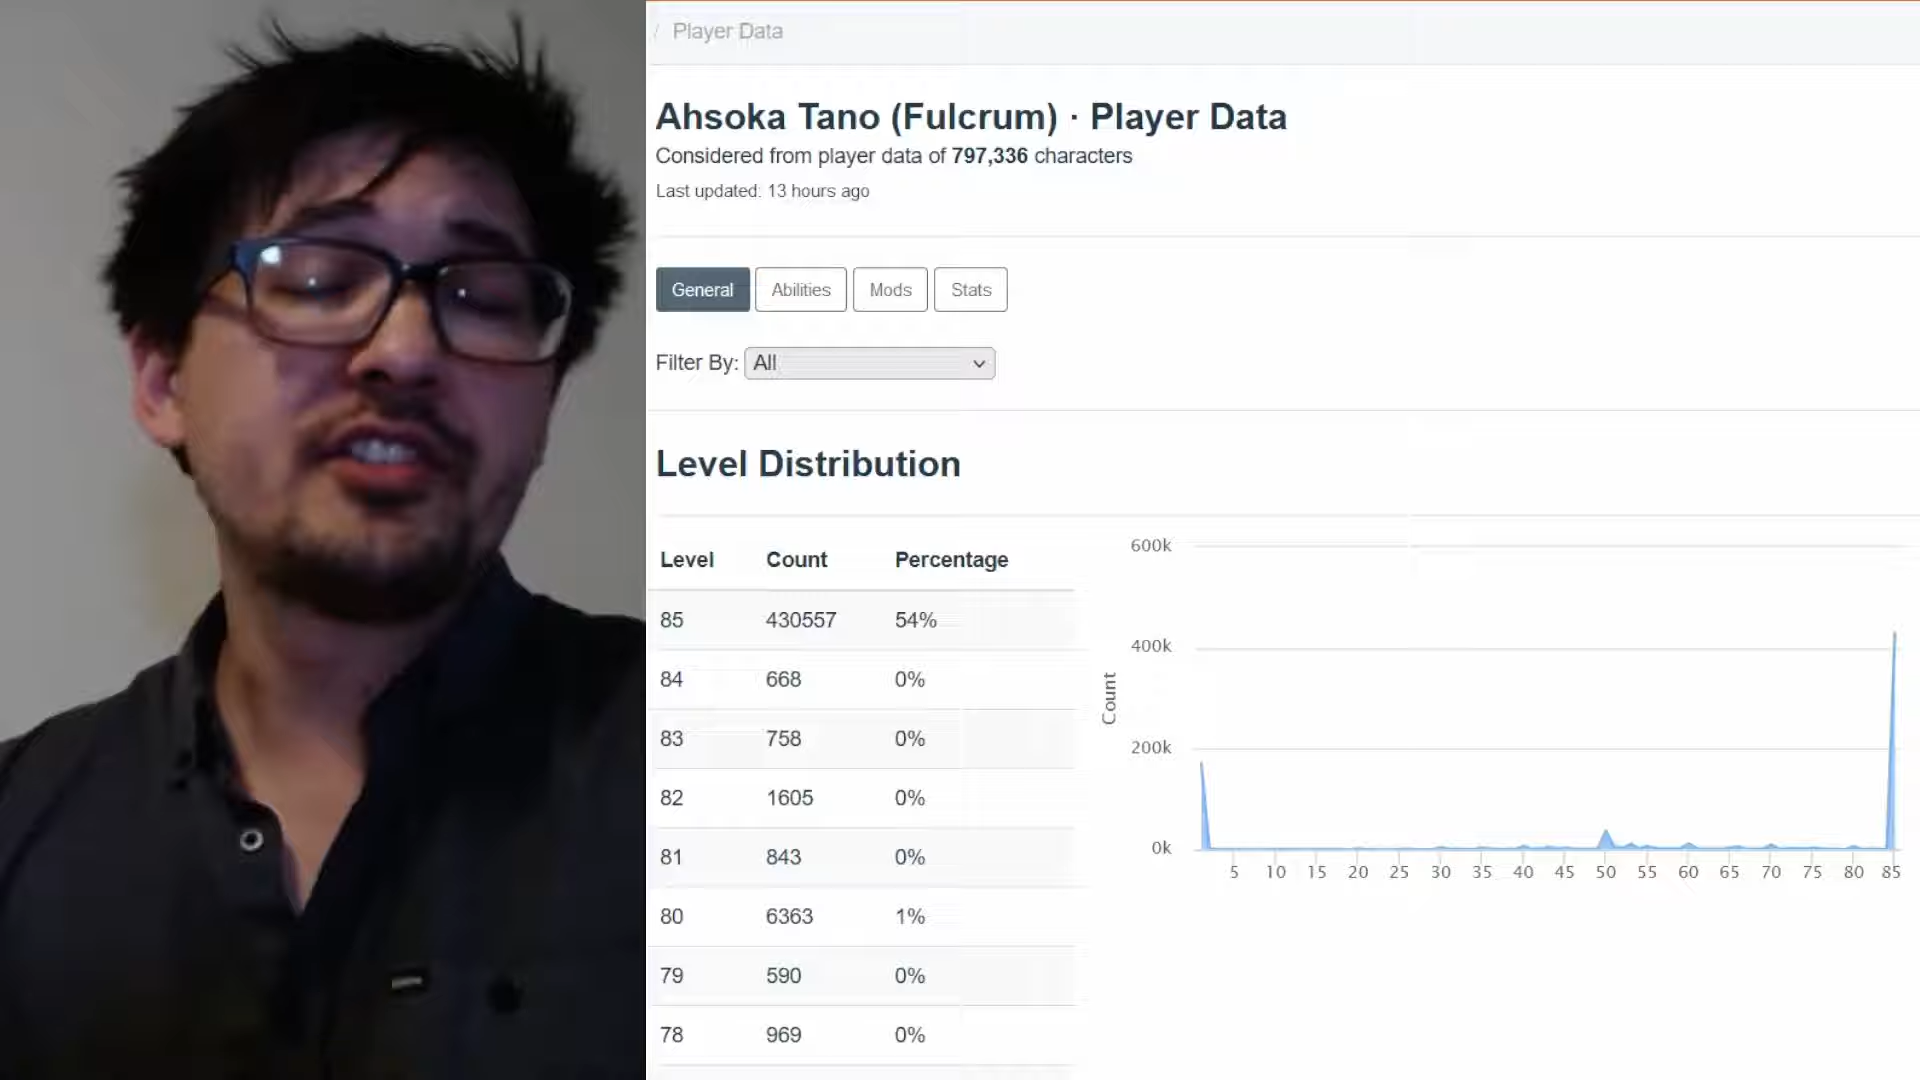 / Player Data
Ahsoka Tano (Fulcrum) · Player Data
Considered from player data of 797,336 characters
Last updated: 13 hours ago
General Abilities Mods Stats
Filter By: All
Level Distribution
Level Count Percentage
85 430557 54%
84 668 0%
83 758 0%
82 1605 0%
81 843 0%
80 6363 1%
79 590 0%
78 969 0%
600k
400k
200k
0k
Count
5 10 15 20 25 30 35 40 45 50 55 60 65 70 75 80 85